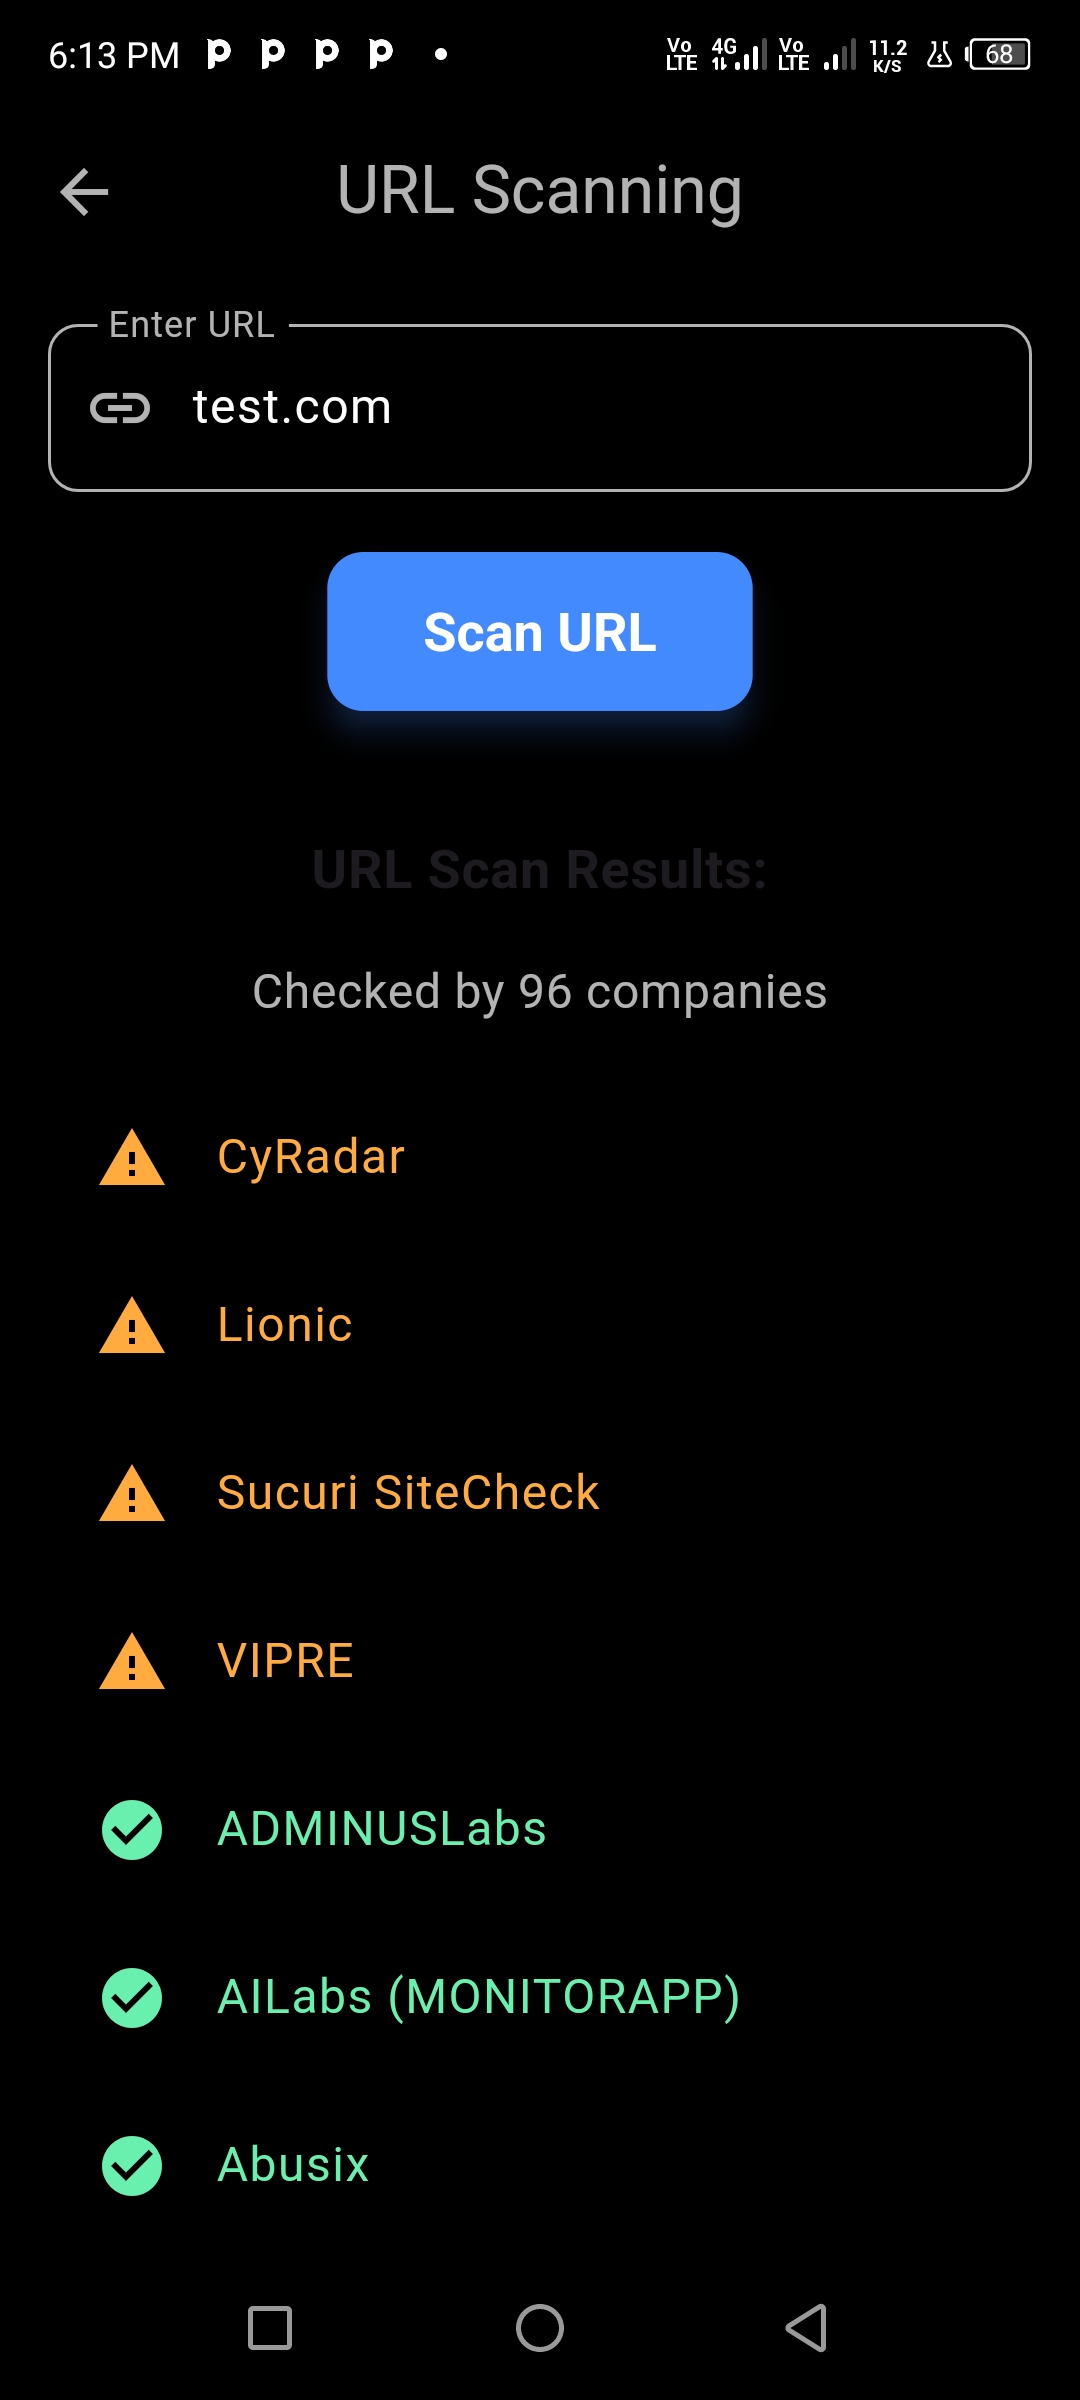 6:13 PM
Vo LTE 4G Vo LTE 11.2 K/S 68
URL Scanning
Enter URL
test.com
Scan URL
URL Scan Results:
Checked by 96 companies
CyRadar
Lionic
Sucuri SiteCheck
VIPRE
ADMINUSLabs
AILabs (MONITORAPP)
Abusix